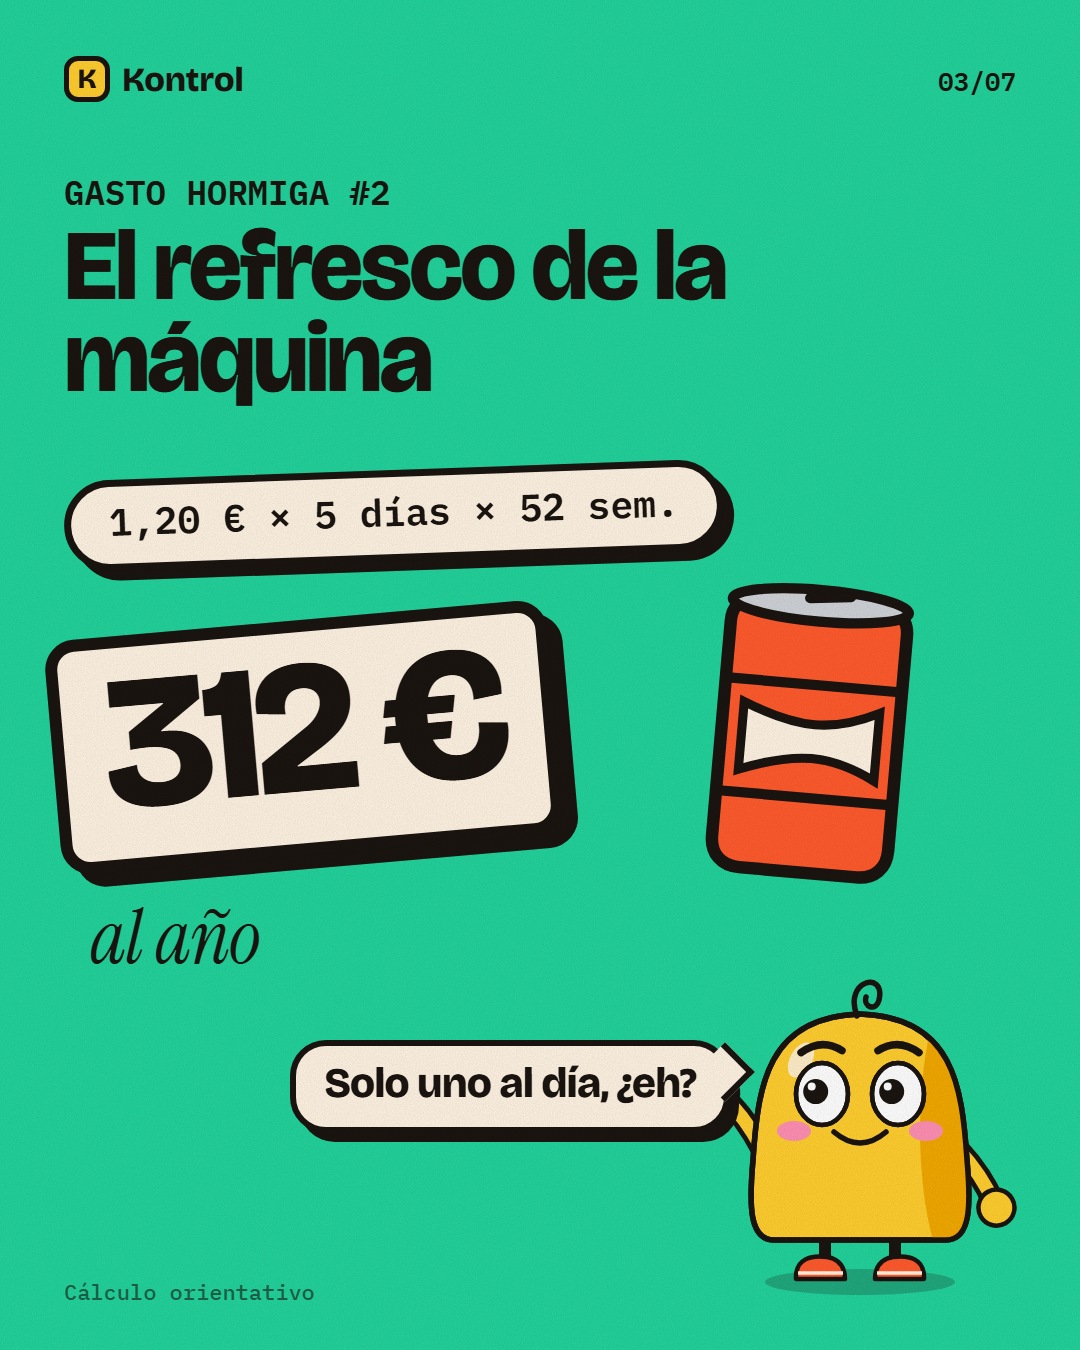 K Kontrol
03/07
GASTO HORMIGA #2
El refresco de la
máquina
1,20 € × 5 días × 52 sem.
312 €
al año
Solo uno al día, ¿eh?
Cálculo orientativo